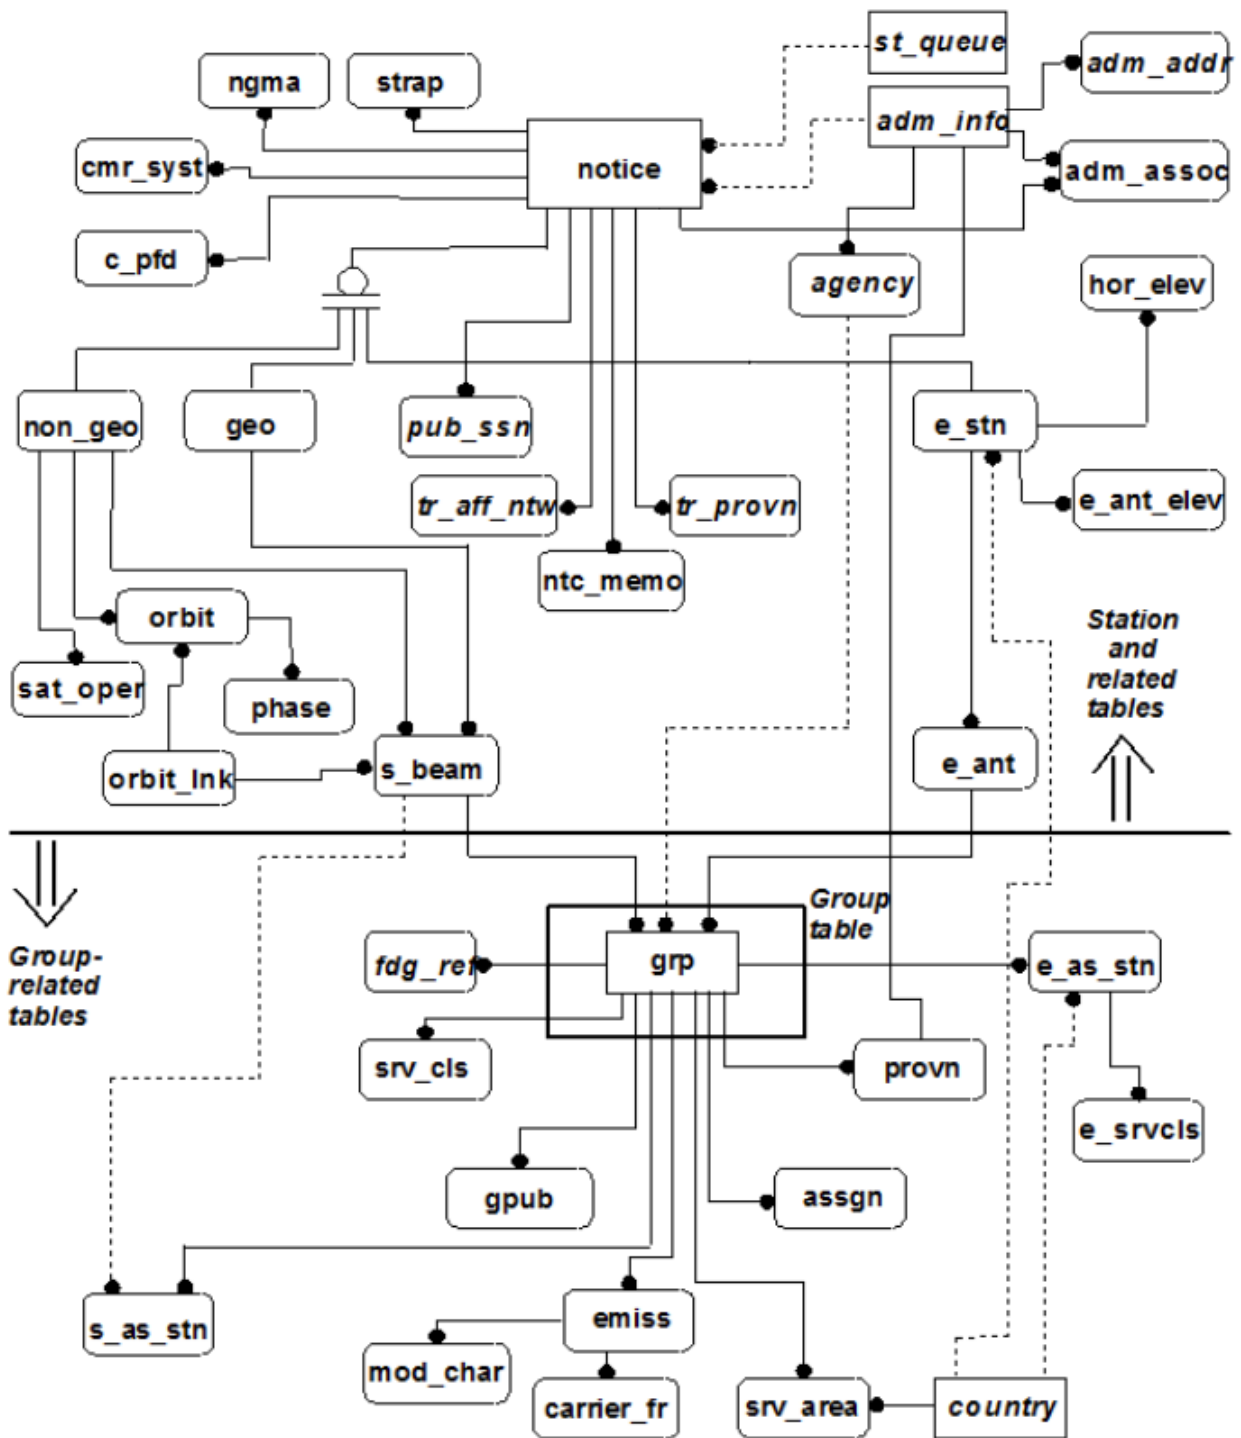 st_queue
adm_addr
ngma
strap
adm_info
notice
cmr_syst
adm_assoc
c_pfd
agency
hor_elev
non_geo
geo
pub_ssn
e_stn
tr_aff_ntw
tr_provn
e_ant_elev
ntc_memo
orbit
Station
and
related
tables
sat_oper
phase
orbit_lnk
s_beam
e_ant
Group
table
Group-
related
tables
fdg_ref
grp
e_as_stn
srv_cls
provn
e_srvcls
gpub
assgn
s_as_stn
emiss
mod_char
carrier_fr
srv_area
country